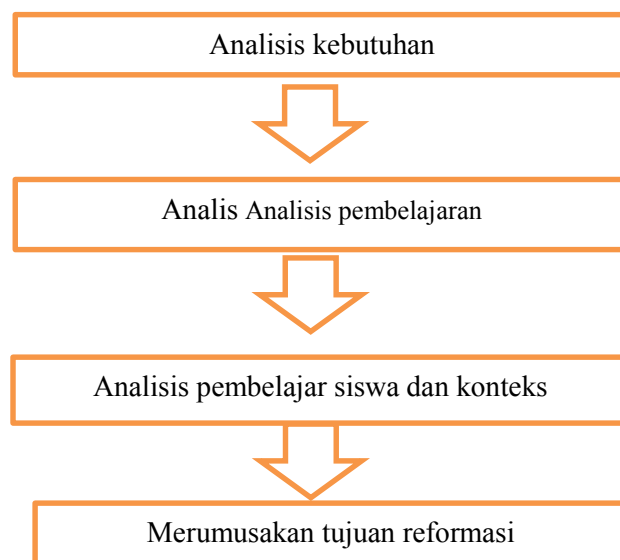 Analisis kebutuhan
Analis Analisis pembelajaran
Analisis pembelajar siswa dan konteks
Merumusakan tujuan reformasi